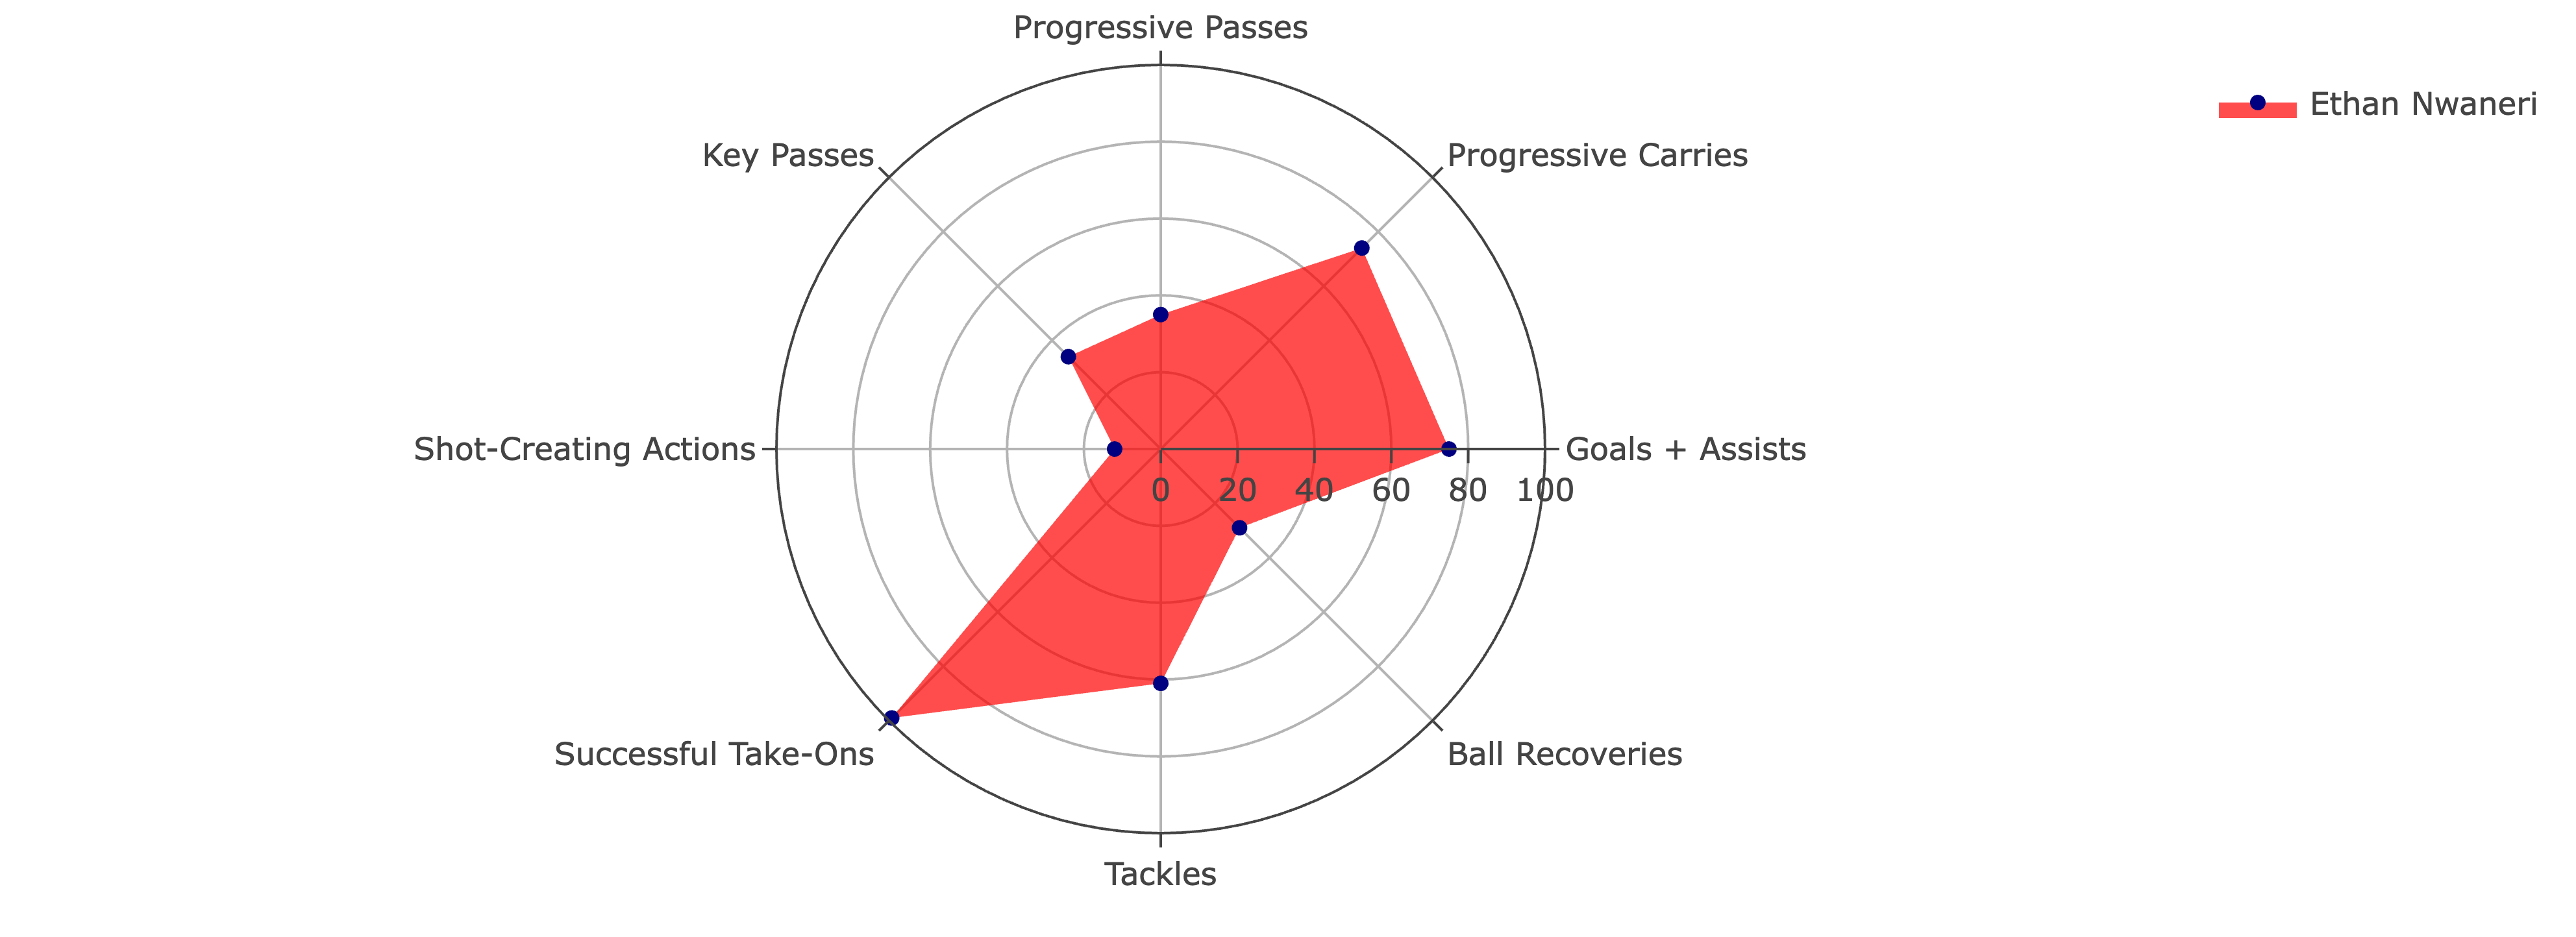 Progressive Passes
Ethan Nwaneri
Key Passes
Progressive Carries
Shot-Creating Actions
Goals + Assists
0 20 40 60 80 100
Successful Take-Ons
Ball Recoveries
Tackles